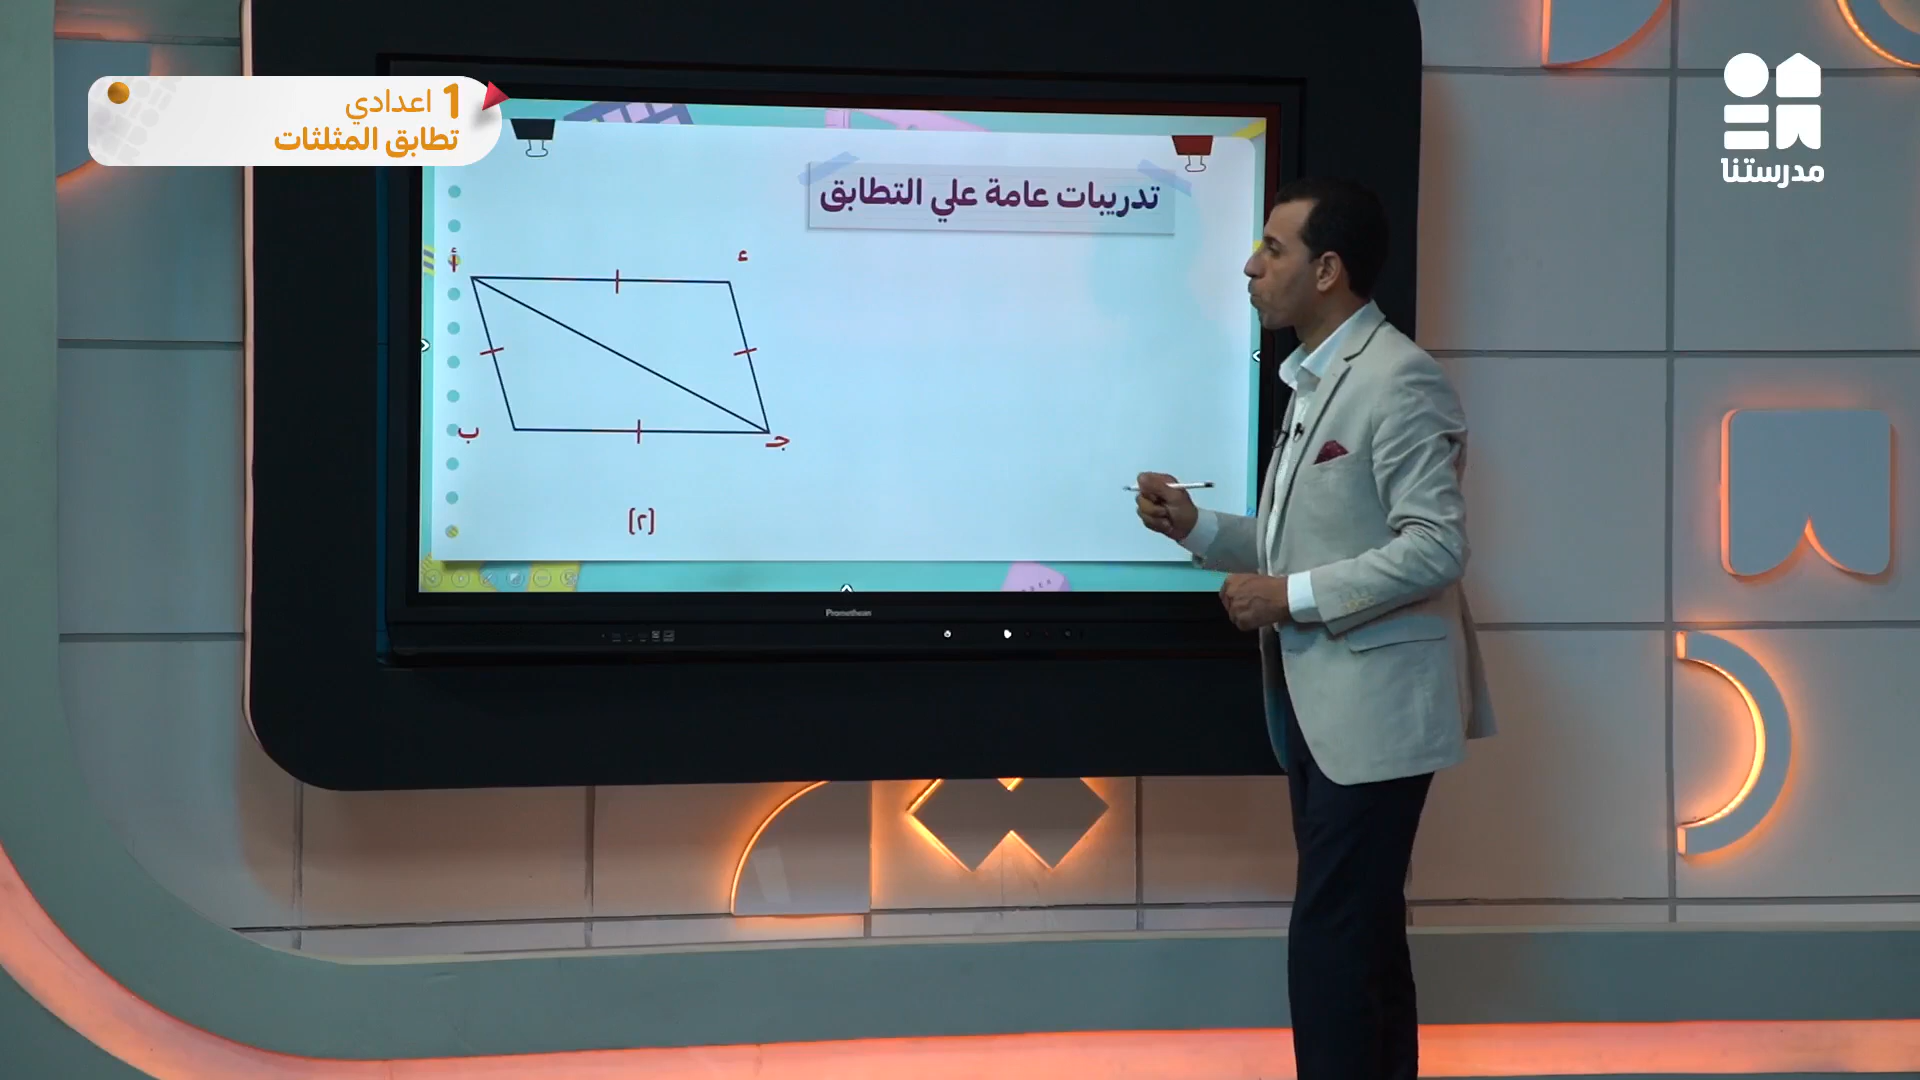 1 اعدادي
تطابق المثلثات
مدرستنا
تدريبات عامة علي التطابق
أ
ء
ب
جـ
(٢)
Promethean